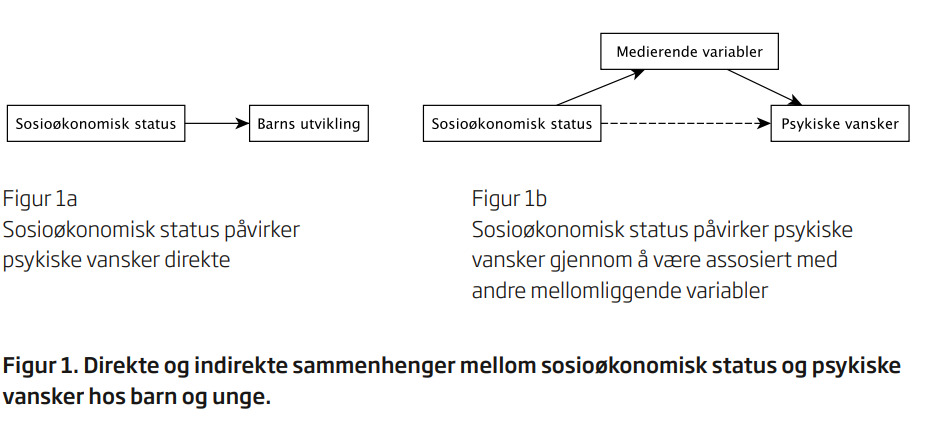 Medierende variabler
Sosioøkonomisk status
Barns utvikling
Sosioøkonomisk status
Psykiske vansker
Figur 1a
Sosioøkonomisk status påvirker
psykiske vansker direkte
Figur 1b
Sosioøkonomisk status påvirker psykiske
vansker gjennom å være assosiert med
andre mellomliggende variabler
Figur 1. Direkte og indirekte sammenhenger mellom sosioøkonomisk status og psykiske
vansker hos barn og unge.